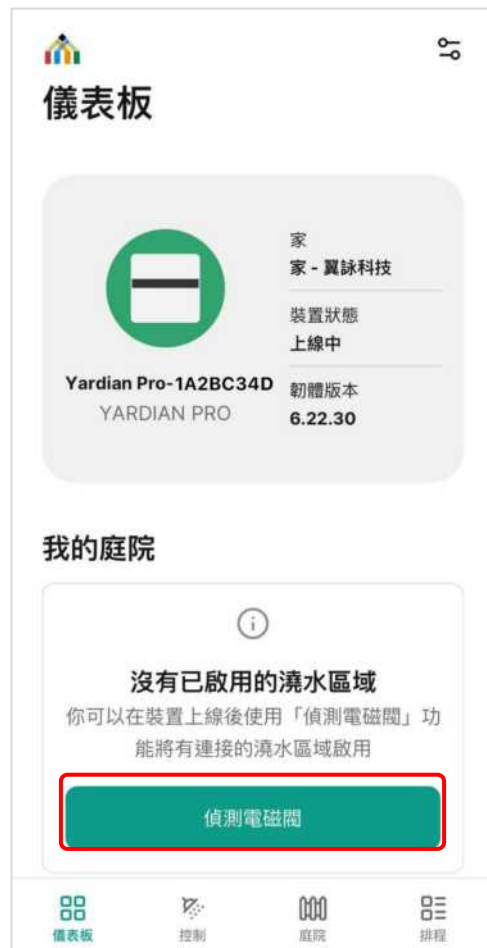 儀表板
家
家 - 翼詠科技
裝置狀態
上線中
Yardian Pro-1A2BC34D
YARDIAN PRO
韌體版本
6.22.30
我的庭院
沒有已啟用的澆水區域
你可以在裝置上線後使用「偵測電磁閥」功
能將有連接的澆水區域啟用
偵測電磁閥
儀表板
控制
庭院
排程